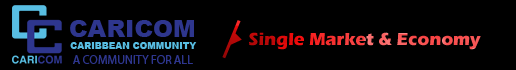 CARICOM
CARIBBEAN COMMUNITY
CARICOM A COMMUNITY FOR ALL
Single Market & Economy